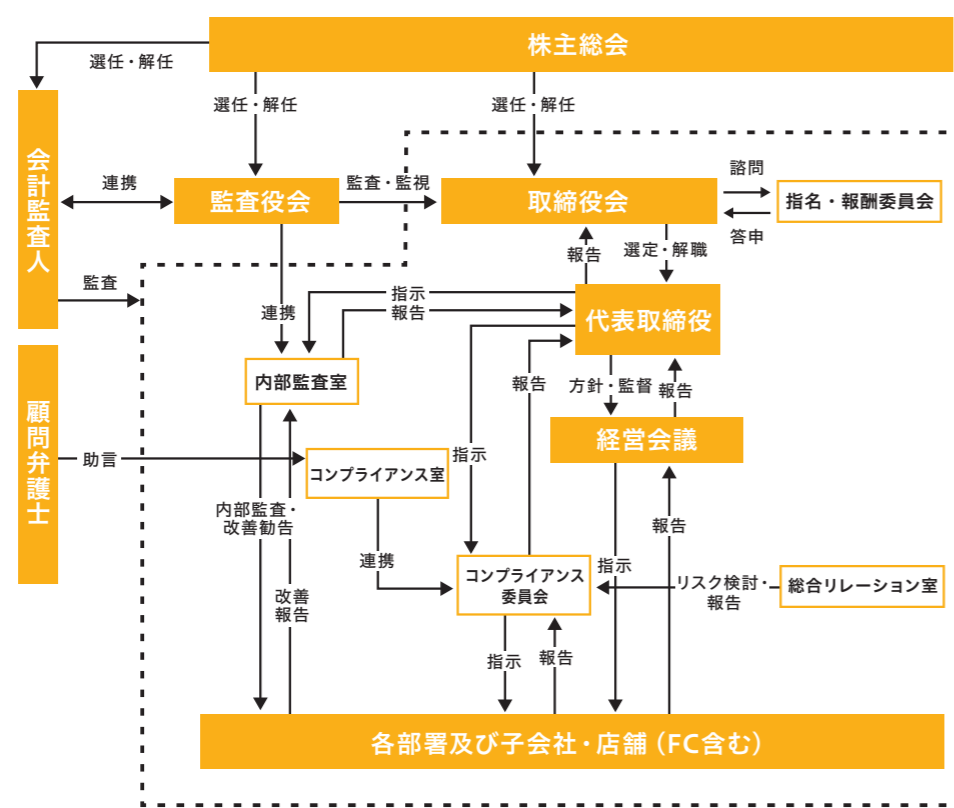 株主総会
選任・解任
選任・解任
選任・解任
会計監査人
連携
監査役会
監査・監視
取締役会
諮問
答申
指名・報酬委員会
監査
報告
選定・解職
連携
指示
報告
代表取締役
内部監査室
報告
方針・監督
報告
経営会議
顧問弁護士
助言
コンプライアンス室
指示
内部監査・
改善勧告
報告
連携
コンプライアンス
委員会
指示
リスク検討・
報告
総合リレーション室
改善
報告
指示
報告
各部署及び子会社・店舗（FC含む）